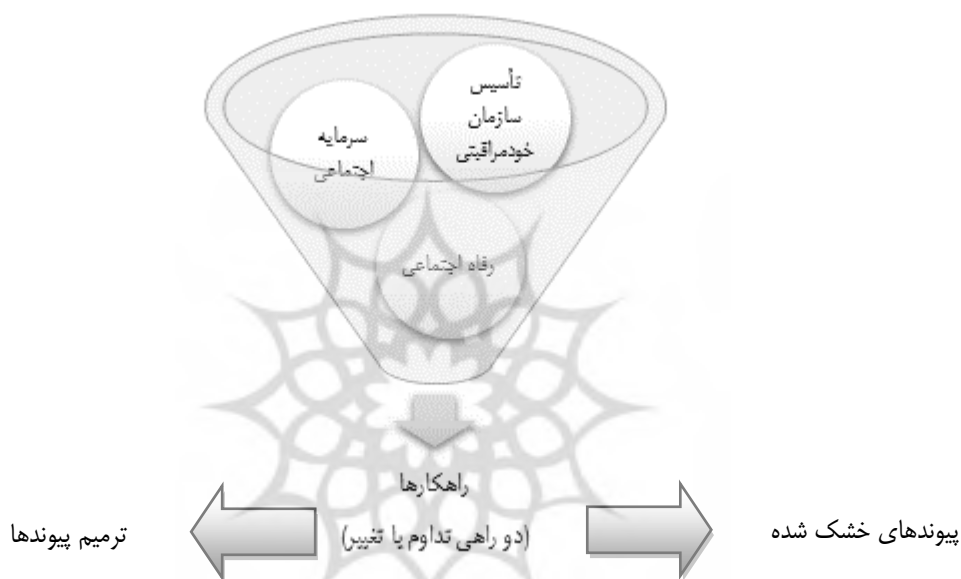 تأسیس
سازمان
خودمراقبتی
سرمایه
اجتماعی
رفاه اجتماعی
راهکارها
(دو راهی تداوم یا تغییر)
پیوندهای خشک شده
ترمیم پیوندها